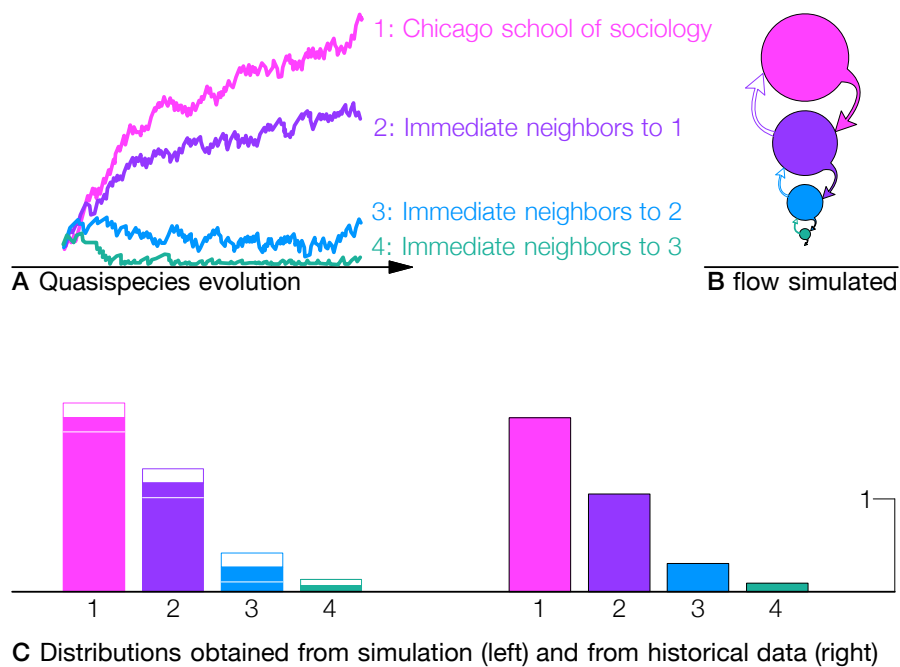 1: Chicago school of sociology
2: Immediate neighbors to 1
3: Immediate neighbors to 2
4: Immediate neighbors to 3
A Quasispecies evolution
B flow simulated
1
1 2 3 4
1 2 3 4
C Distributions obtained from simulation (left) and from historical data (right)